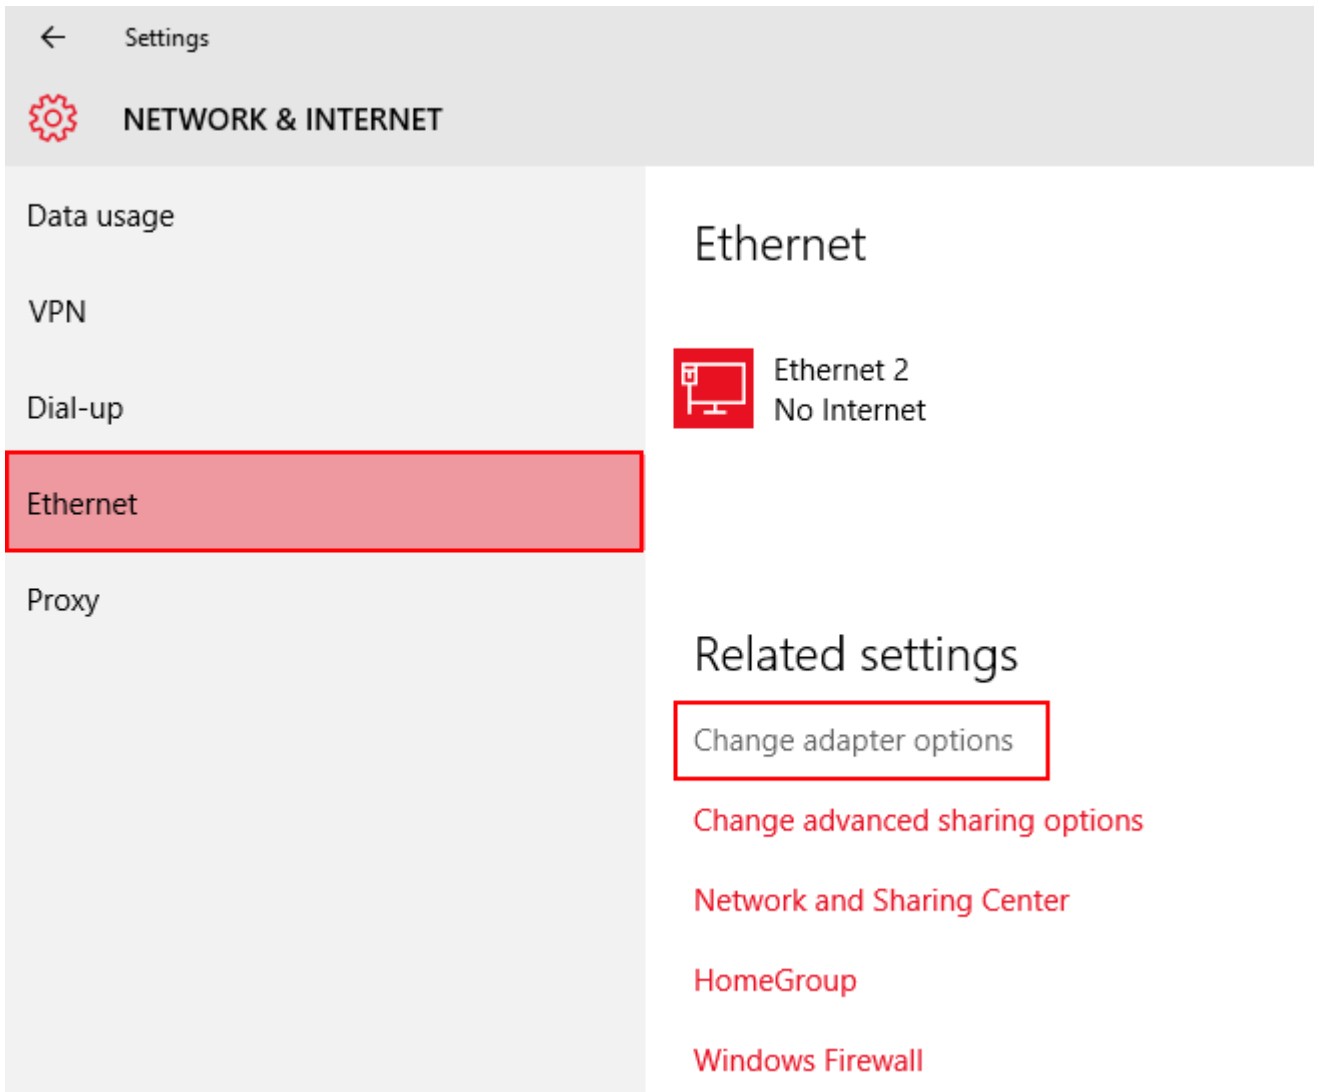 Settings
NETWORK & INTERNET
Data usage
VPN
Dial-up
Ethernet
Proxy
Ethernet
Ethernet 2
No Internet
Related settings
Change adapter options
Change advanced sharing options
Network and Sharing Center
HomeGroup
Windows Firewall